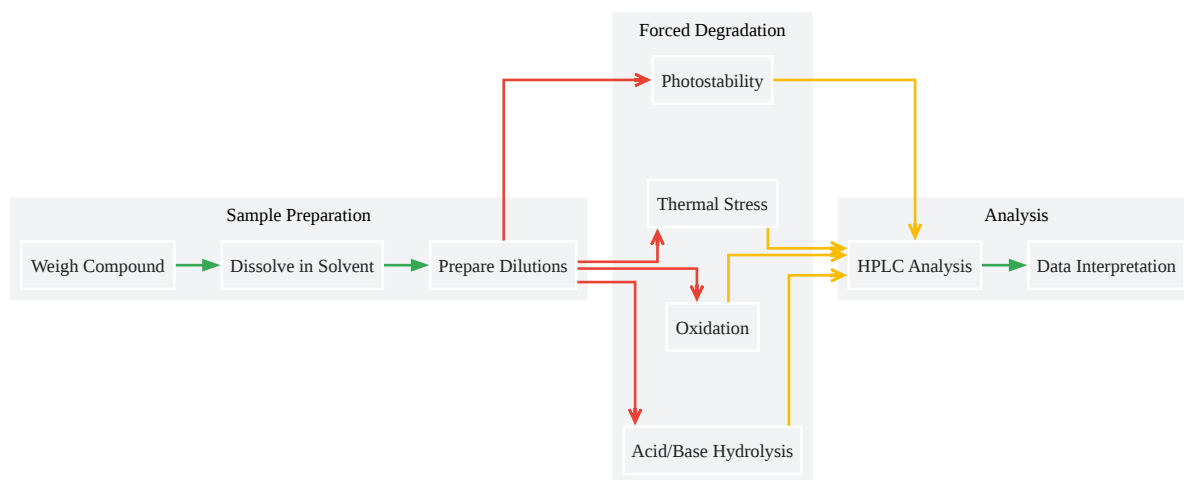 Forced Degradation
Photostability
Thermal Stress
Sample Preparation
Analysis
Weigh Compound
Dissolve in Solvent
Prepare Dilutions
HPLC Analysis
Data Interpretation
Oxidation
Acid/Base Hydrolysis